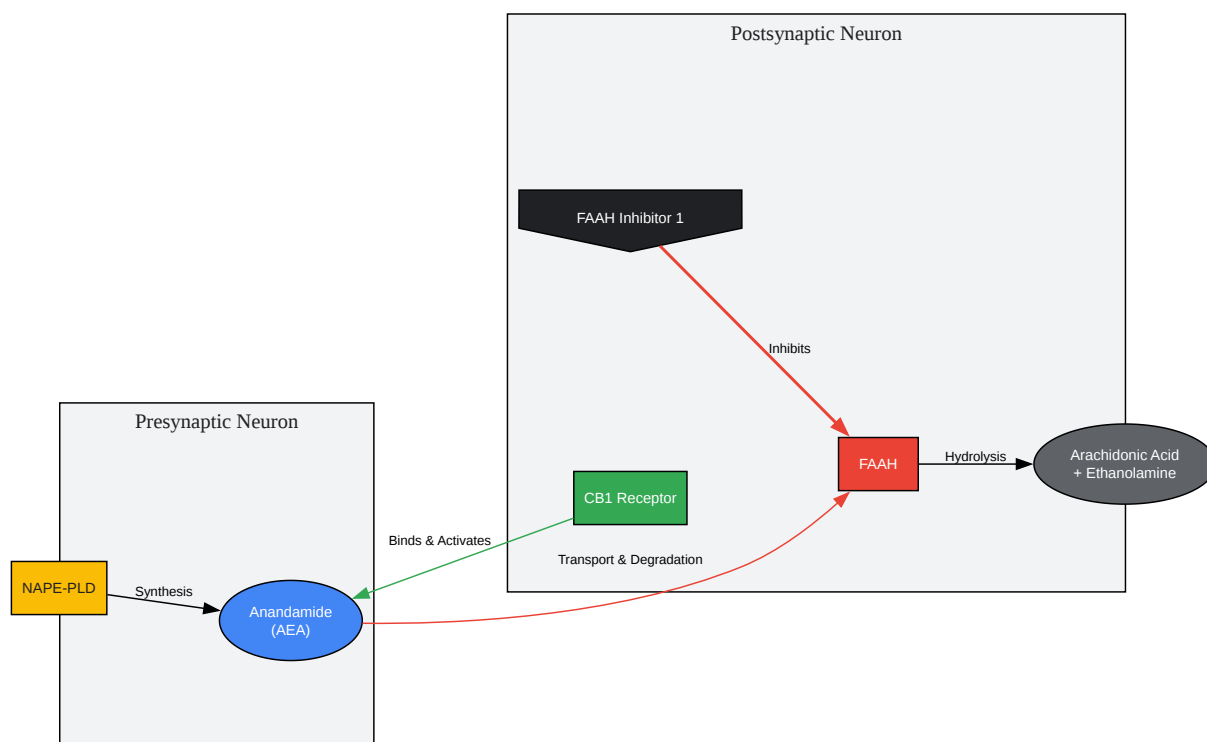 Postsynaptic Neuron
FAAH Inhibitor 1
Inhibits
Presynaptic Neuron
FAAH
Hydrolysis
Arachidonic Acid
+ Ethanolamine
CB1 Receptor
Binds & Activates
Transport & Degradation
NAPE-PLD
Synthesis
Anandamide
(AEA)